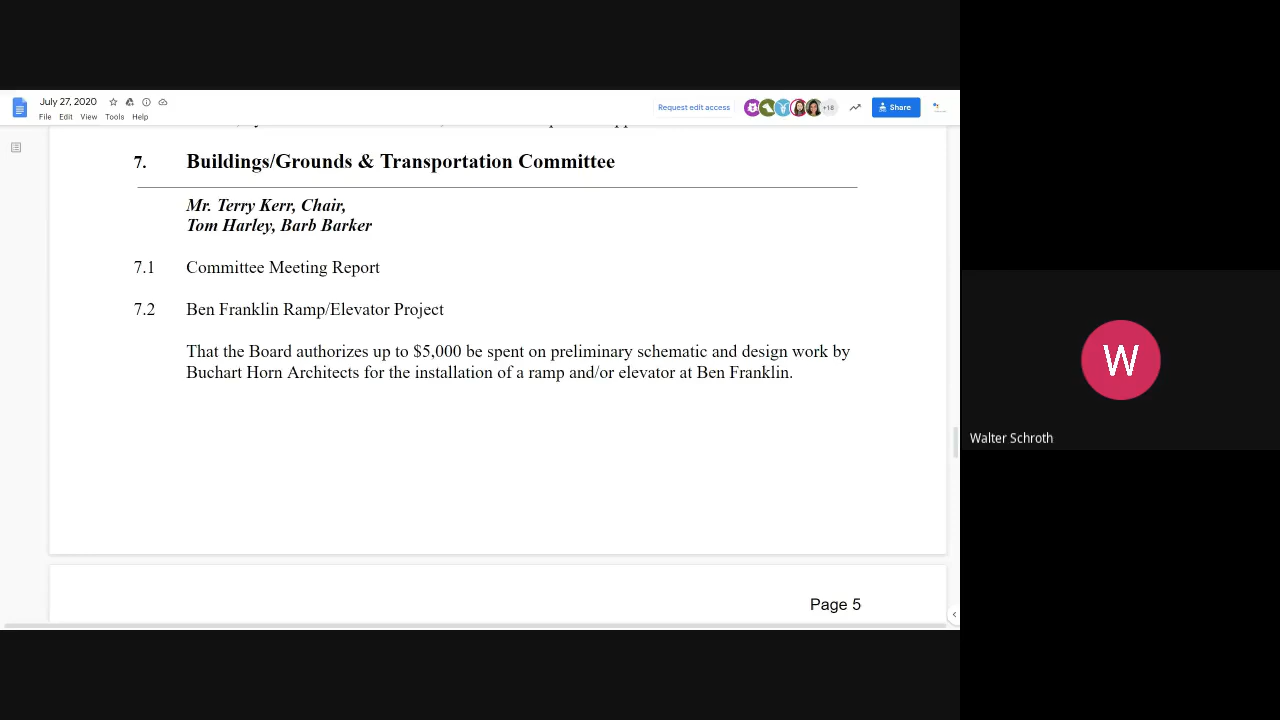 July 27, 2020
File Edit View Tools Help
Request edit access
+18
Share
7. Buildings/Grounds & Transportation Committee
Mr. Terry Kerr, Chair,
Tom Harley, Barb Barker
7.1 Committee Meeting Report
7.2 Ben Franklin Ramp/Elevator Project
That the Board authorizes up to $5,000 be spent on preliminary schematic and design work by
Buchart Horn Architects for the installation of a ramp and/or elevator at Ben Franklin.
Page 5
W
Walter Schroth